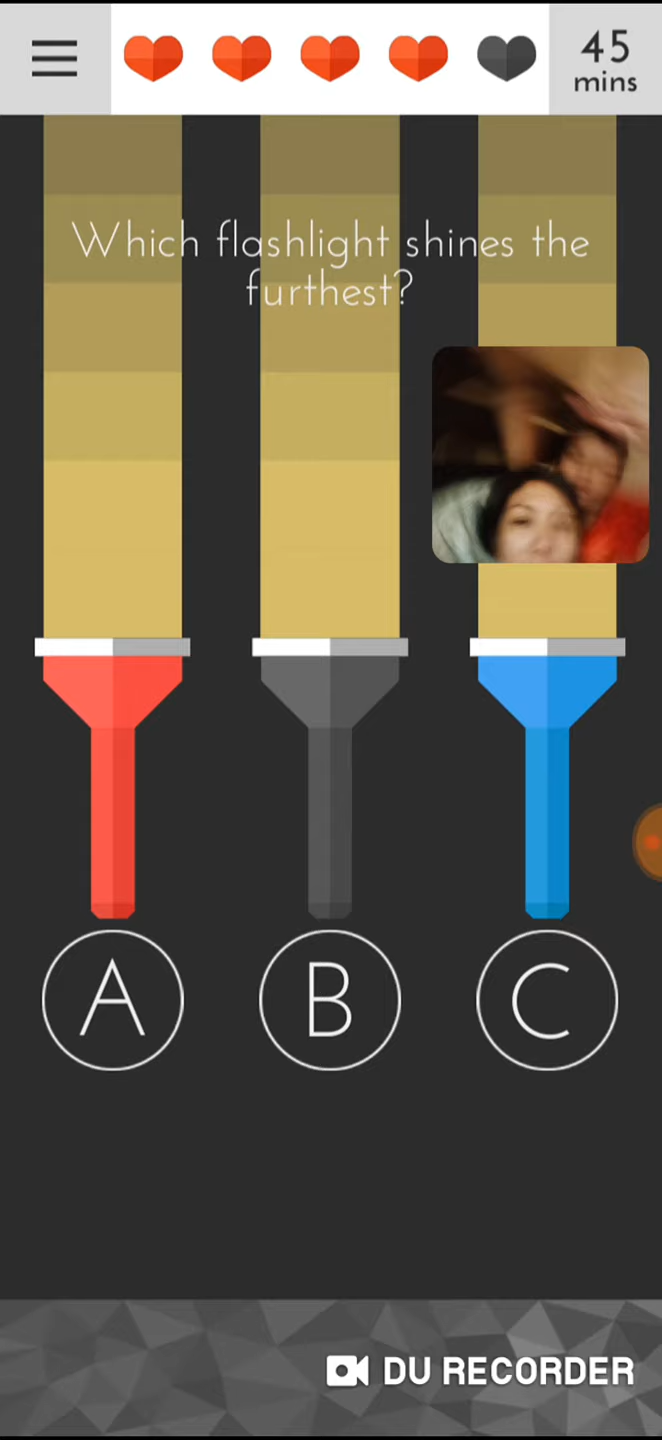 45
mins
Which flashlight shines the
furthest?
A
B
C
DU RECORDER